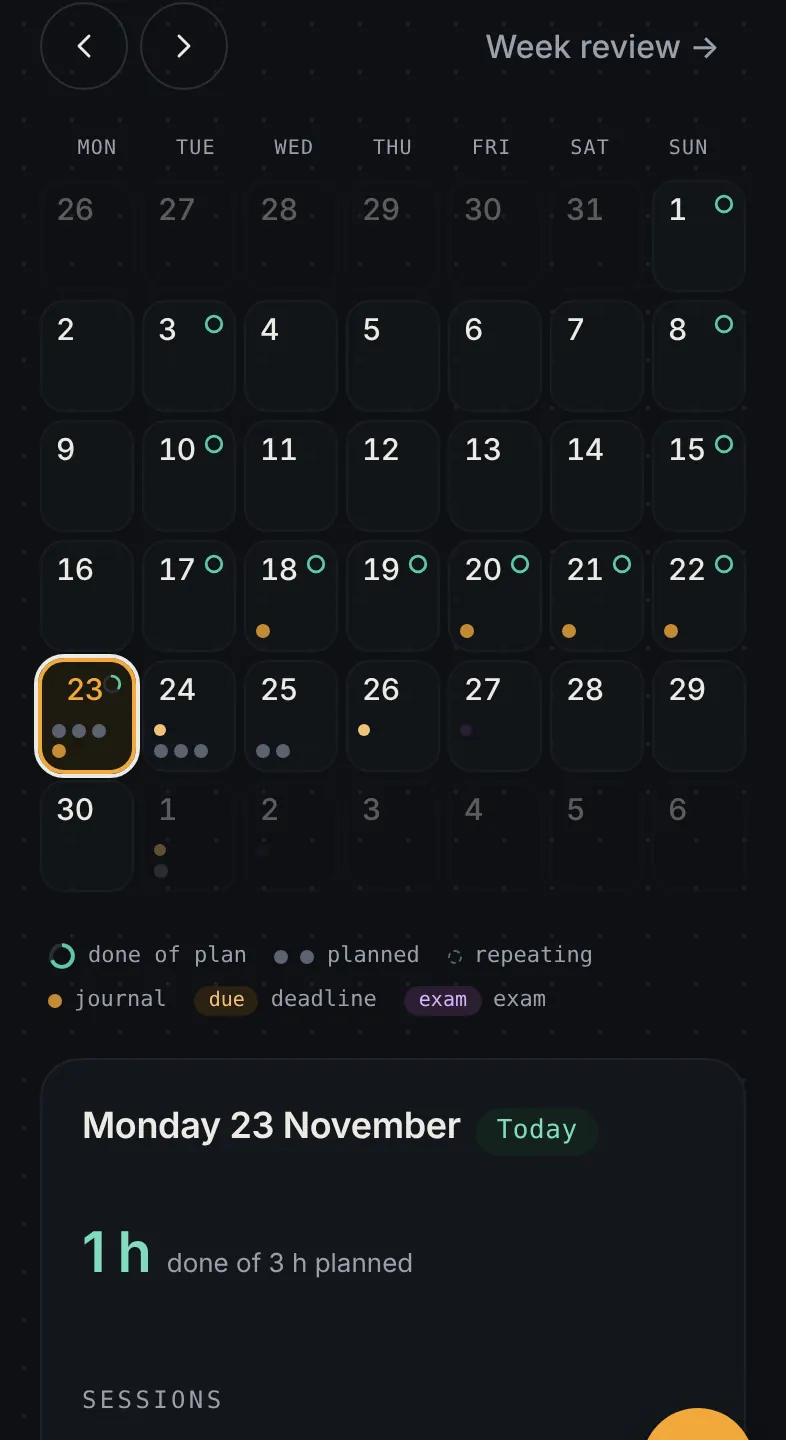 Week review →
MON TUE WED THU FRI SAT SUN
26 27 28 29 30 31 1
2 3 4 5 6 7 8
9 10 11 12 13 14 15
16 17 18 19 20 21 22
23 24 25 26 27 28 29
30 1 2 3 4 5 6
done of plan planned repeating
journal due deadline exam exam
Monday 23 November Today
1 h done of 3 h planned
SESSIONS